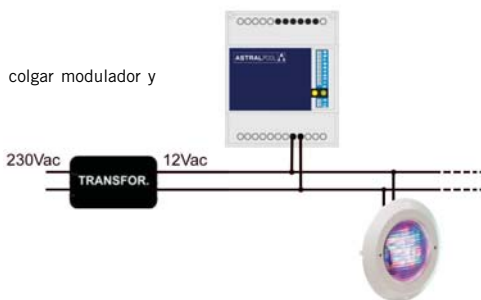 ASTRALPOOL
colgar modulador y
230Vac
12Vac
TRANSFOR.